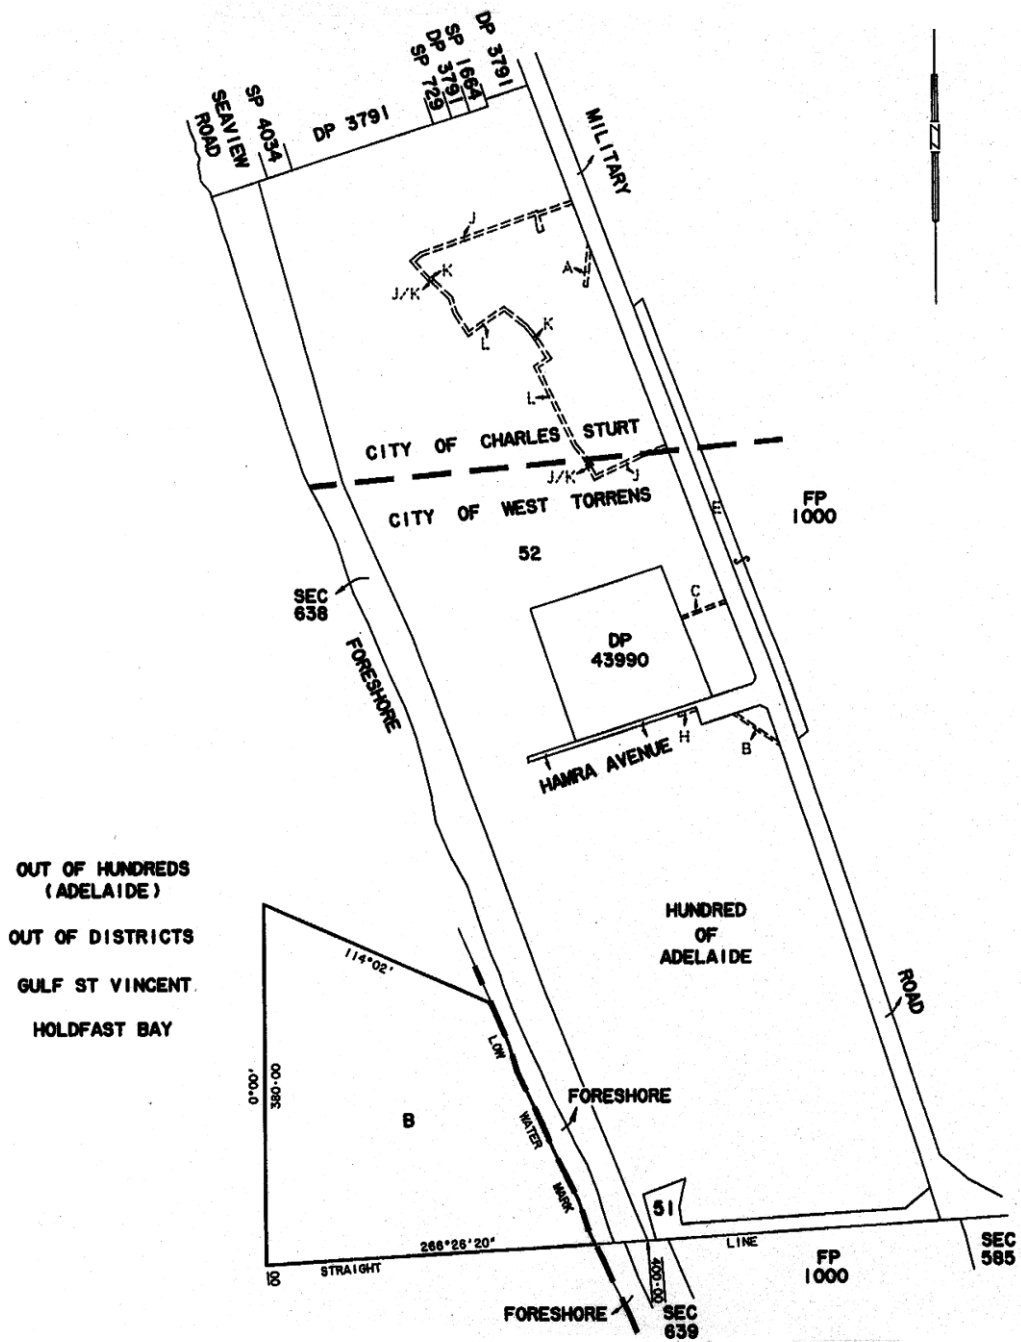 DP 3791
SP 1664
DP 3791
SP 729
DP 3791
SP 4034
SEAVIEW
ROAD
MILITARY
N
J
L
A
K
J/K
K
L
L
CITY OF CHARLES STURT
J/K
J
CITY OF WEST TORRENS
FP
1000
E
52
SEC
638
C
DP
43990
FORESHORE
H
B
HAMRA AVENUE
OUT OF HUNDREDS
(ADELAIDE)
OUT OF DISTRICTS
GULF ST VINCENT
HOLDFAST BAY
HUNDRED
OF
ADELAIDE
114°02'
ROAD
LOW
WATER
MARK
0°00'
380·00
B
FORESHORE
51
266°26'20"
LINE
STRAIGHT
100
400·00
FP
1000
SEC
585
FORESHORE
SEC
639